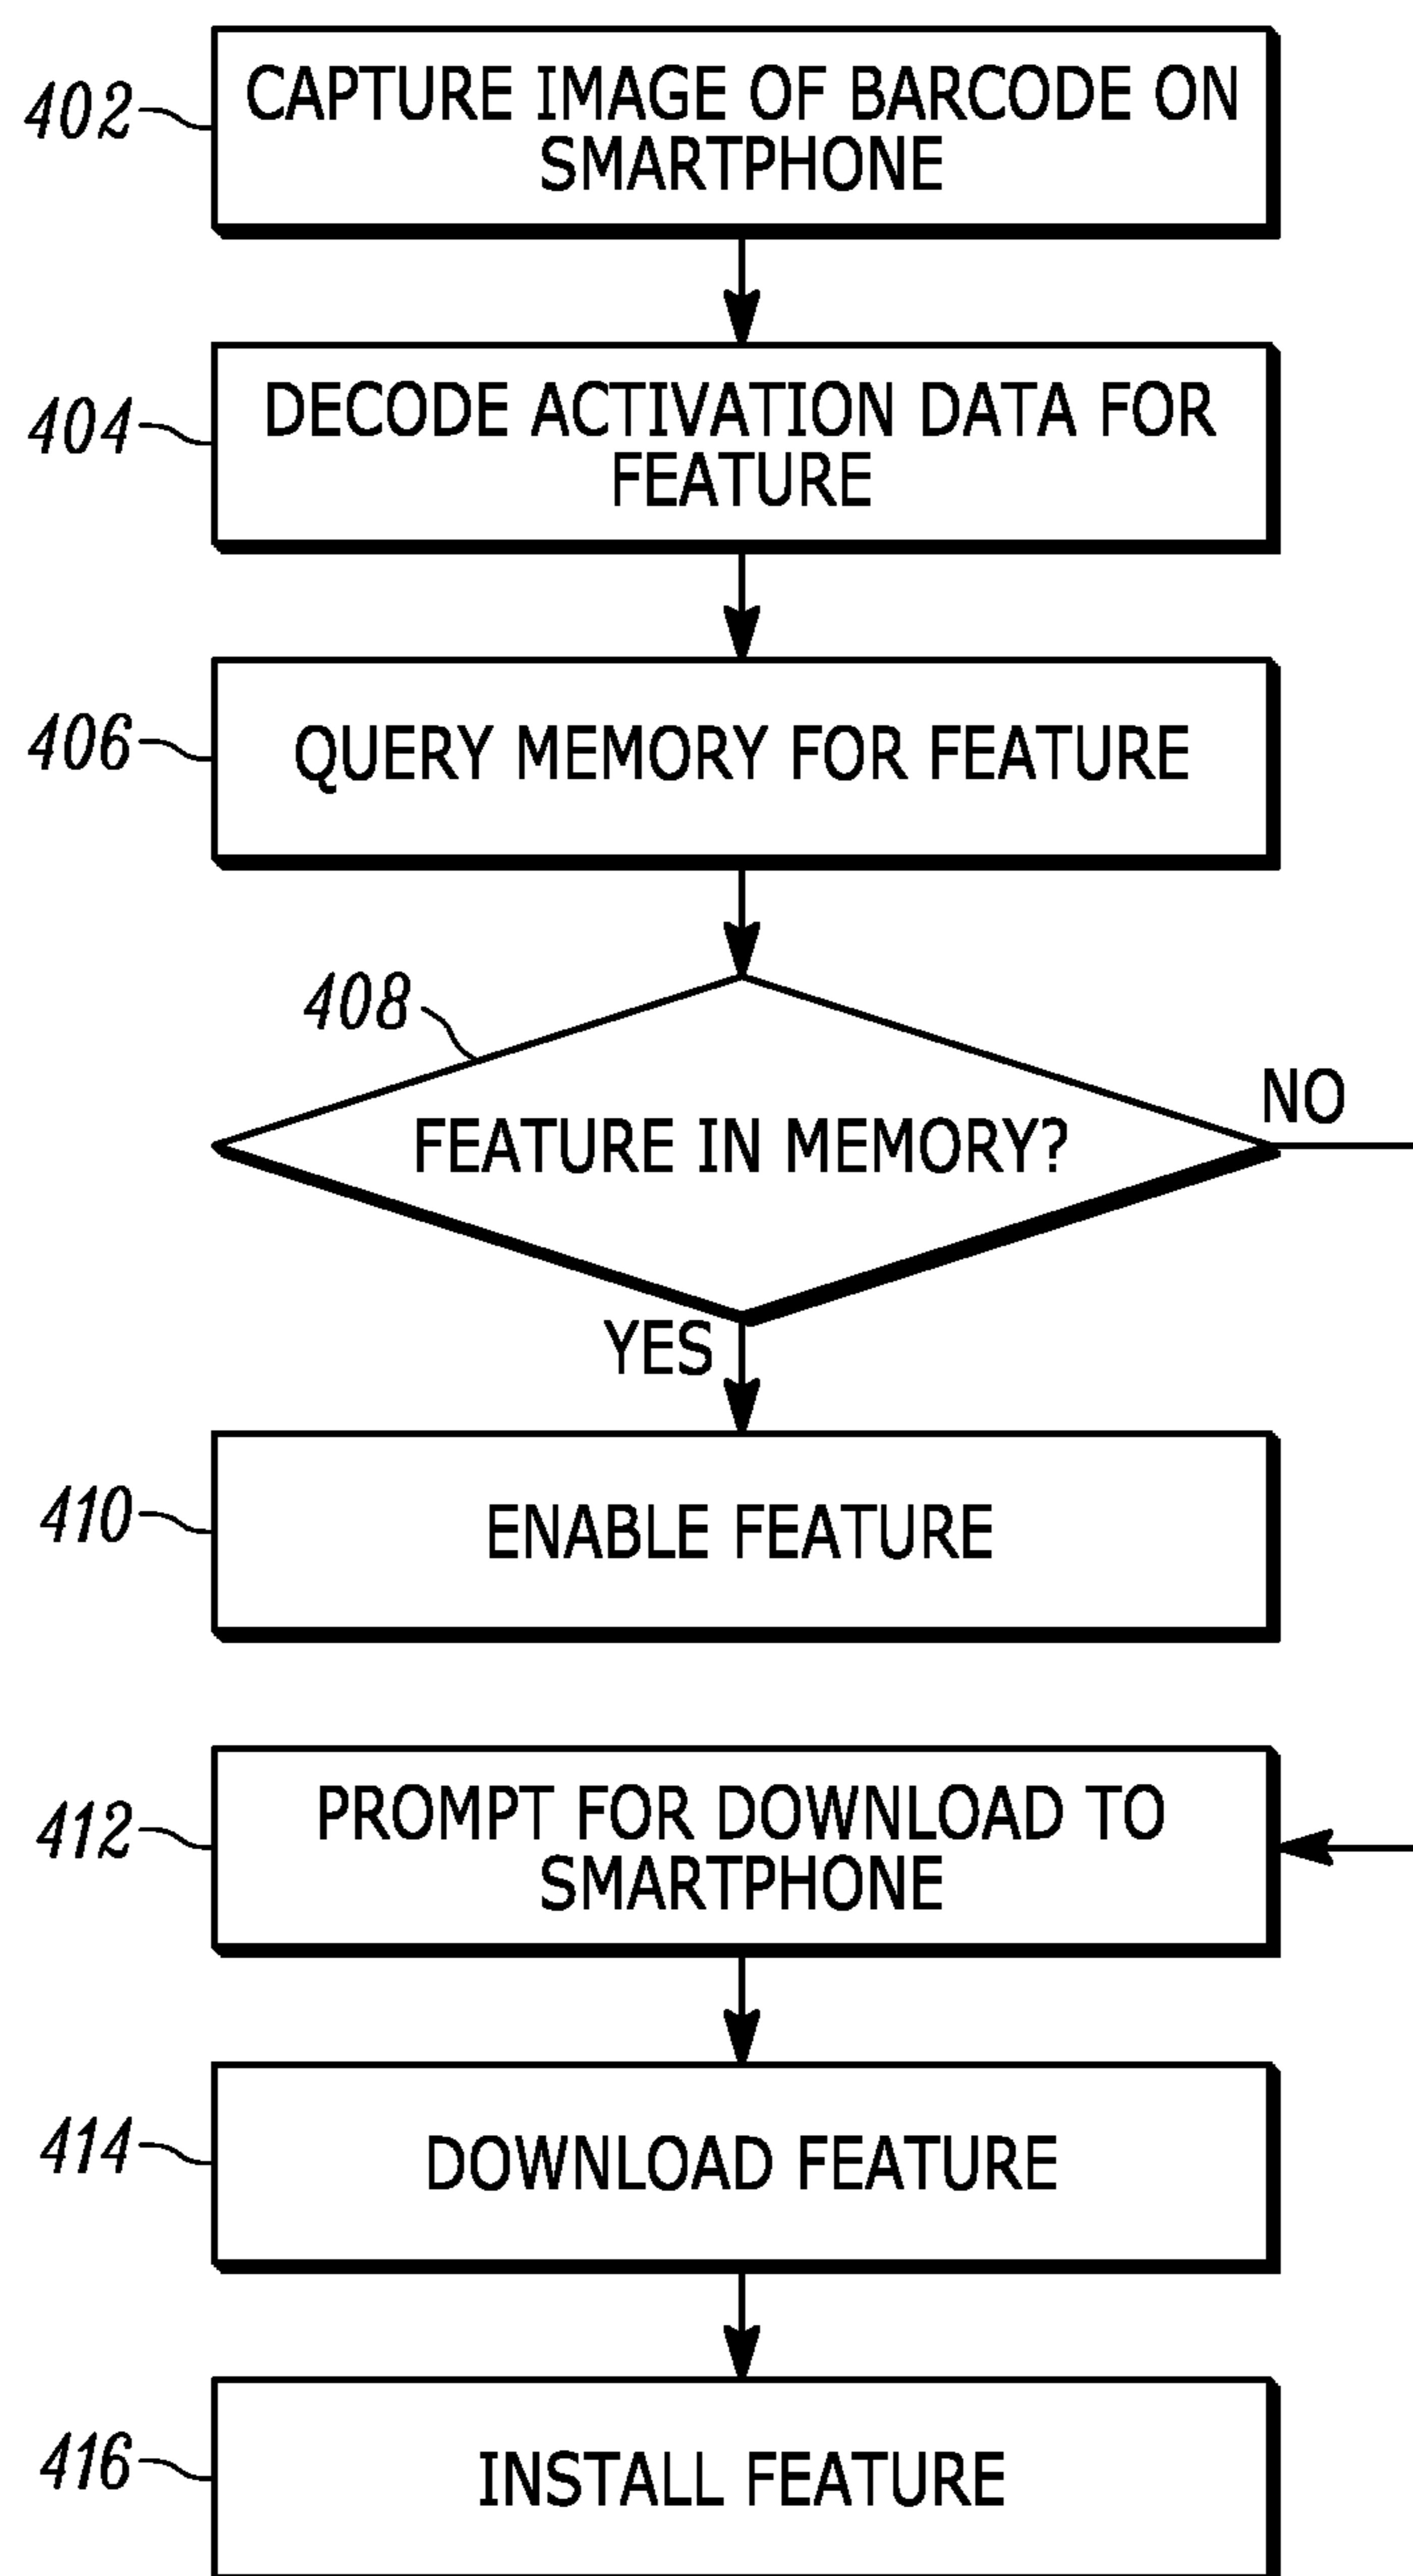 402
CAPTURE IMAGE OF BARCODE ON
SMARTPHONE
404
DECODE ACTIVATION DATA FOR
FEATURE
406
QUERY MEMORY FOR FEATURE
408
FEATURE IN MEMORY?
NO
YES
410
ENABLE FEATURE
412
PROMPT FOR DOWNLOAD TO
SMARTPHONE
414
DOWNLOAD FEATURE
416
INSTALL FEATURE